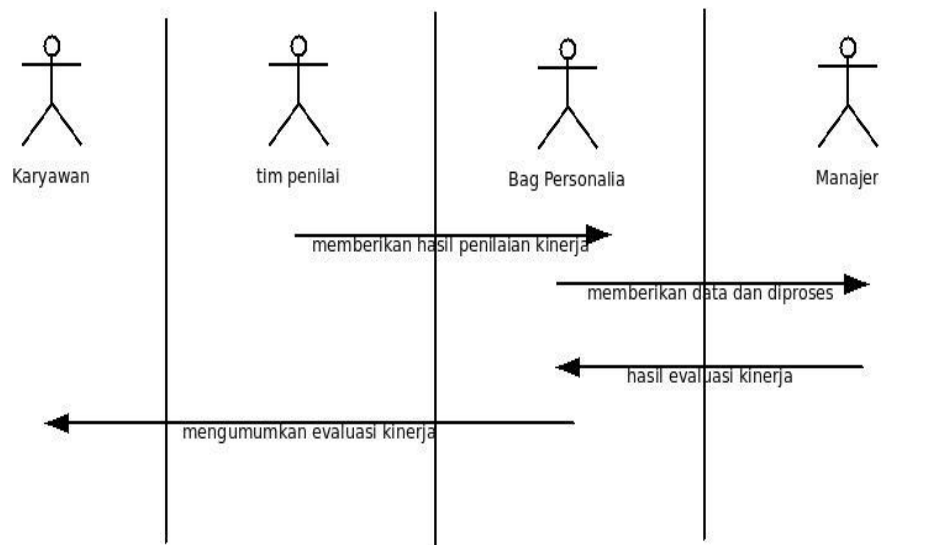 Karyawan
tim penilai
Bag Personalia
Manajer
memberikan hasil penilaian kinerja
memberikan data dan diproses
hasil evaluasi kinerja
mengumumkan evaluasi kinerja